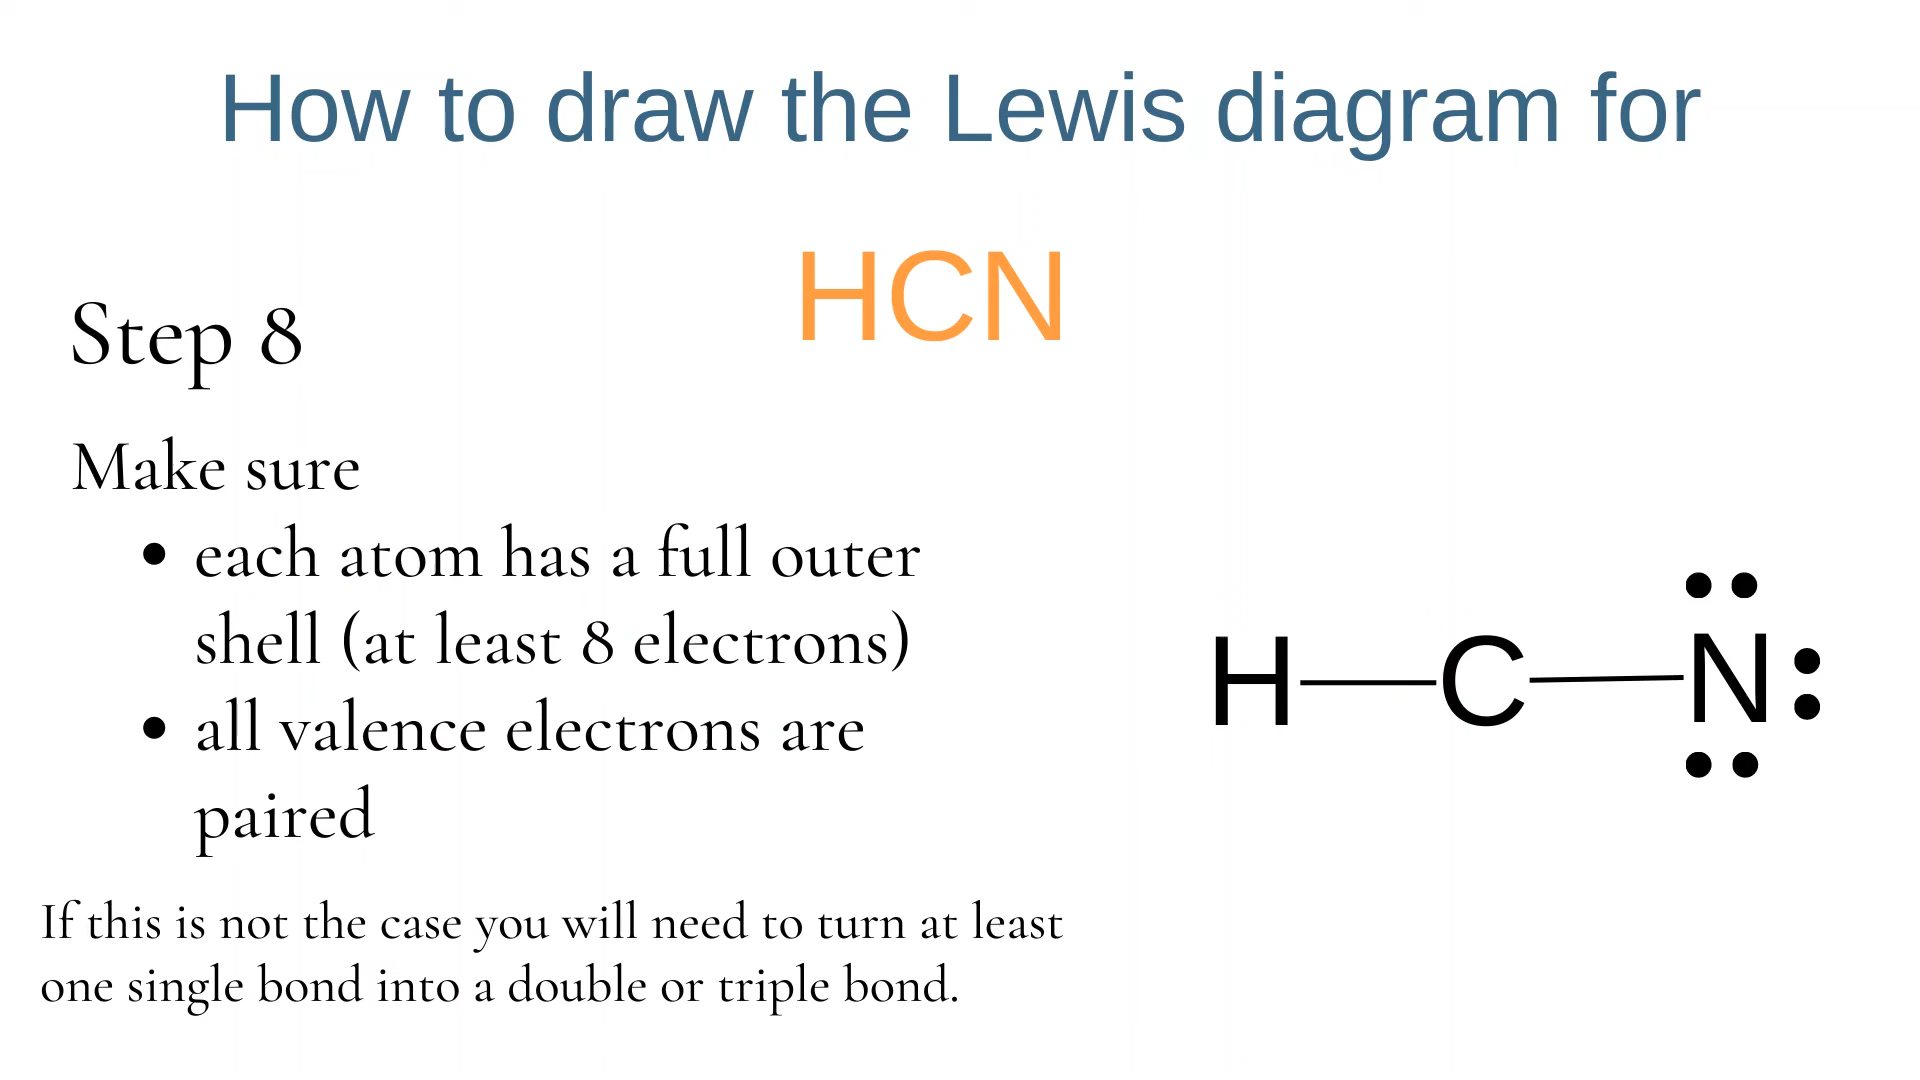 How to draw the Lewis diagram for
HCN
Step 8
Make sure
• each atom has a full outer
shell (at least 8 electrons)
• all valence electrons are
paired
If this is not the case you will need to turn at least
one single bond into a double or triple bond.
H C N